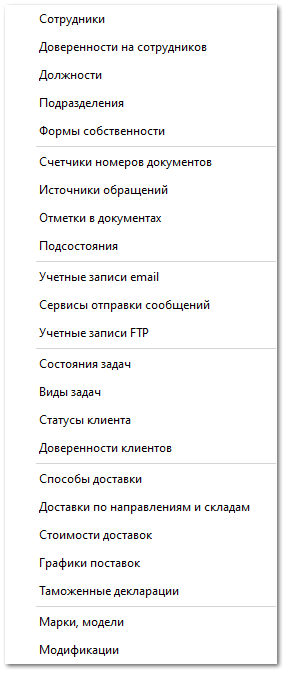 Сотрудники
Доверенности на сотрудников
Должности
Подразделения
Формы собственности
Счетчики номеров документов
Источники обращений
Отметки в документах
Подсостояния
Учетные записи email
Сервисы отправки сообщений
Учетные записи FTP
Состояния задач
Виды задач
Статусы клиента
Доверенности клиентов
Способы доставки
Доставки по направлениям и складам
Стоимости доставок
Графики поставок
Таможенные декларации
Марки, модели
Модификации